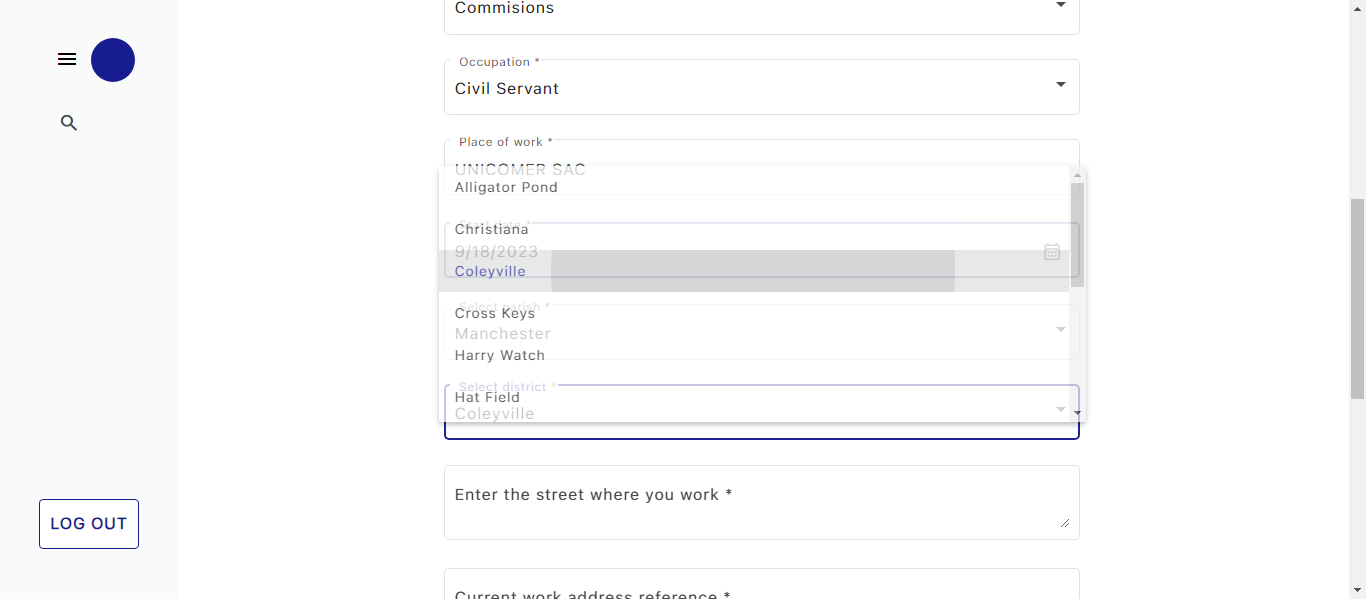 Commisions
Occupation *
Civil Servant
Place of work *
UNICOMER SAC
Alligator Pond
Start date *
Christiana
9/18/2023
Coleyville
Select parish *
Cross Keys
Manchester
Harry Watch
Select district *
Hat Field
Coleyville
Enter the street where you work *
LOG OUT
Current work address reference *